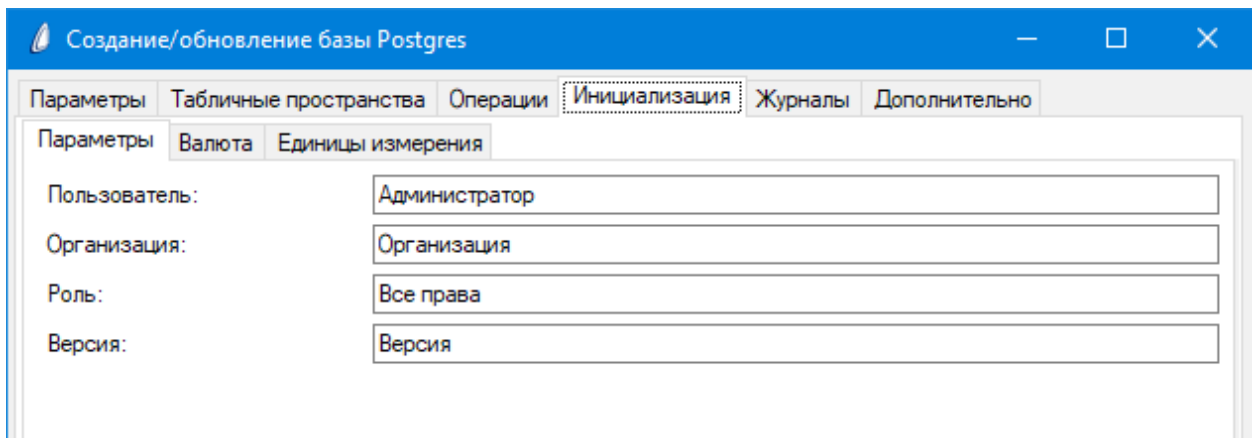 Создание/обновление базы Postgres
Параметры Табличные пространства Операции Инициализация Журналы Дополнительно
Параметры Валюта Единицы измерения
Пользователь: Администратор
Организация: Организация
Роль: Все права
Версия: Версия